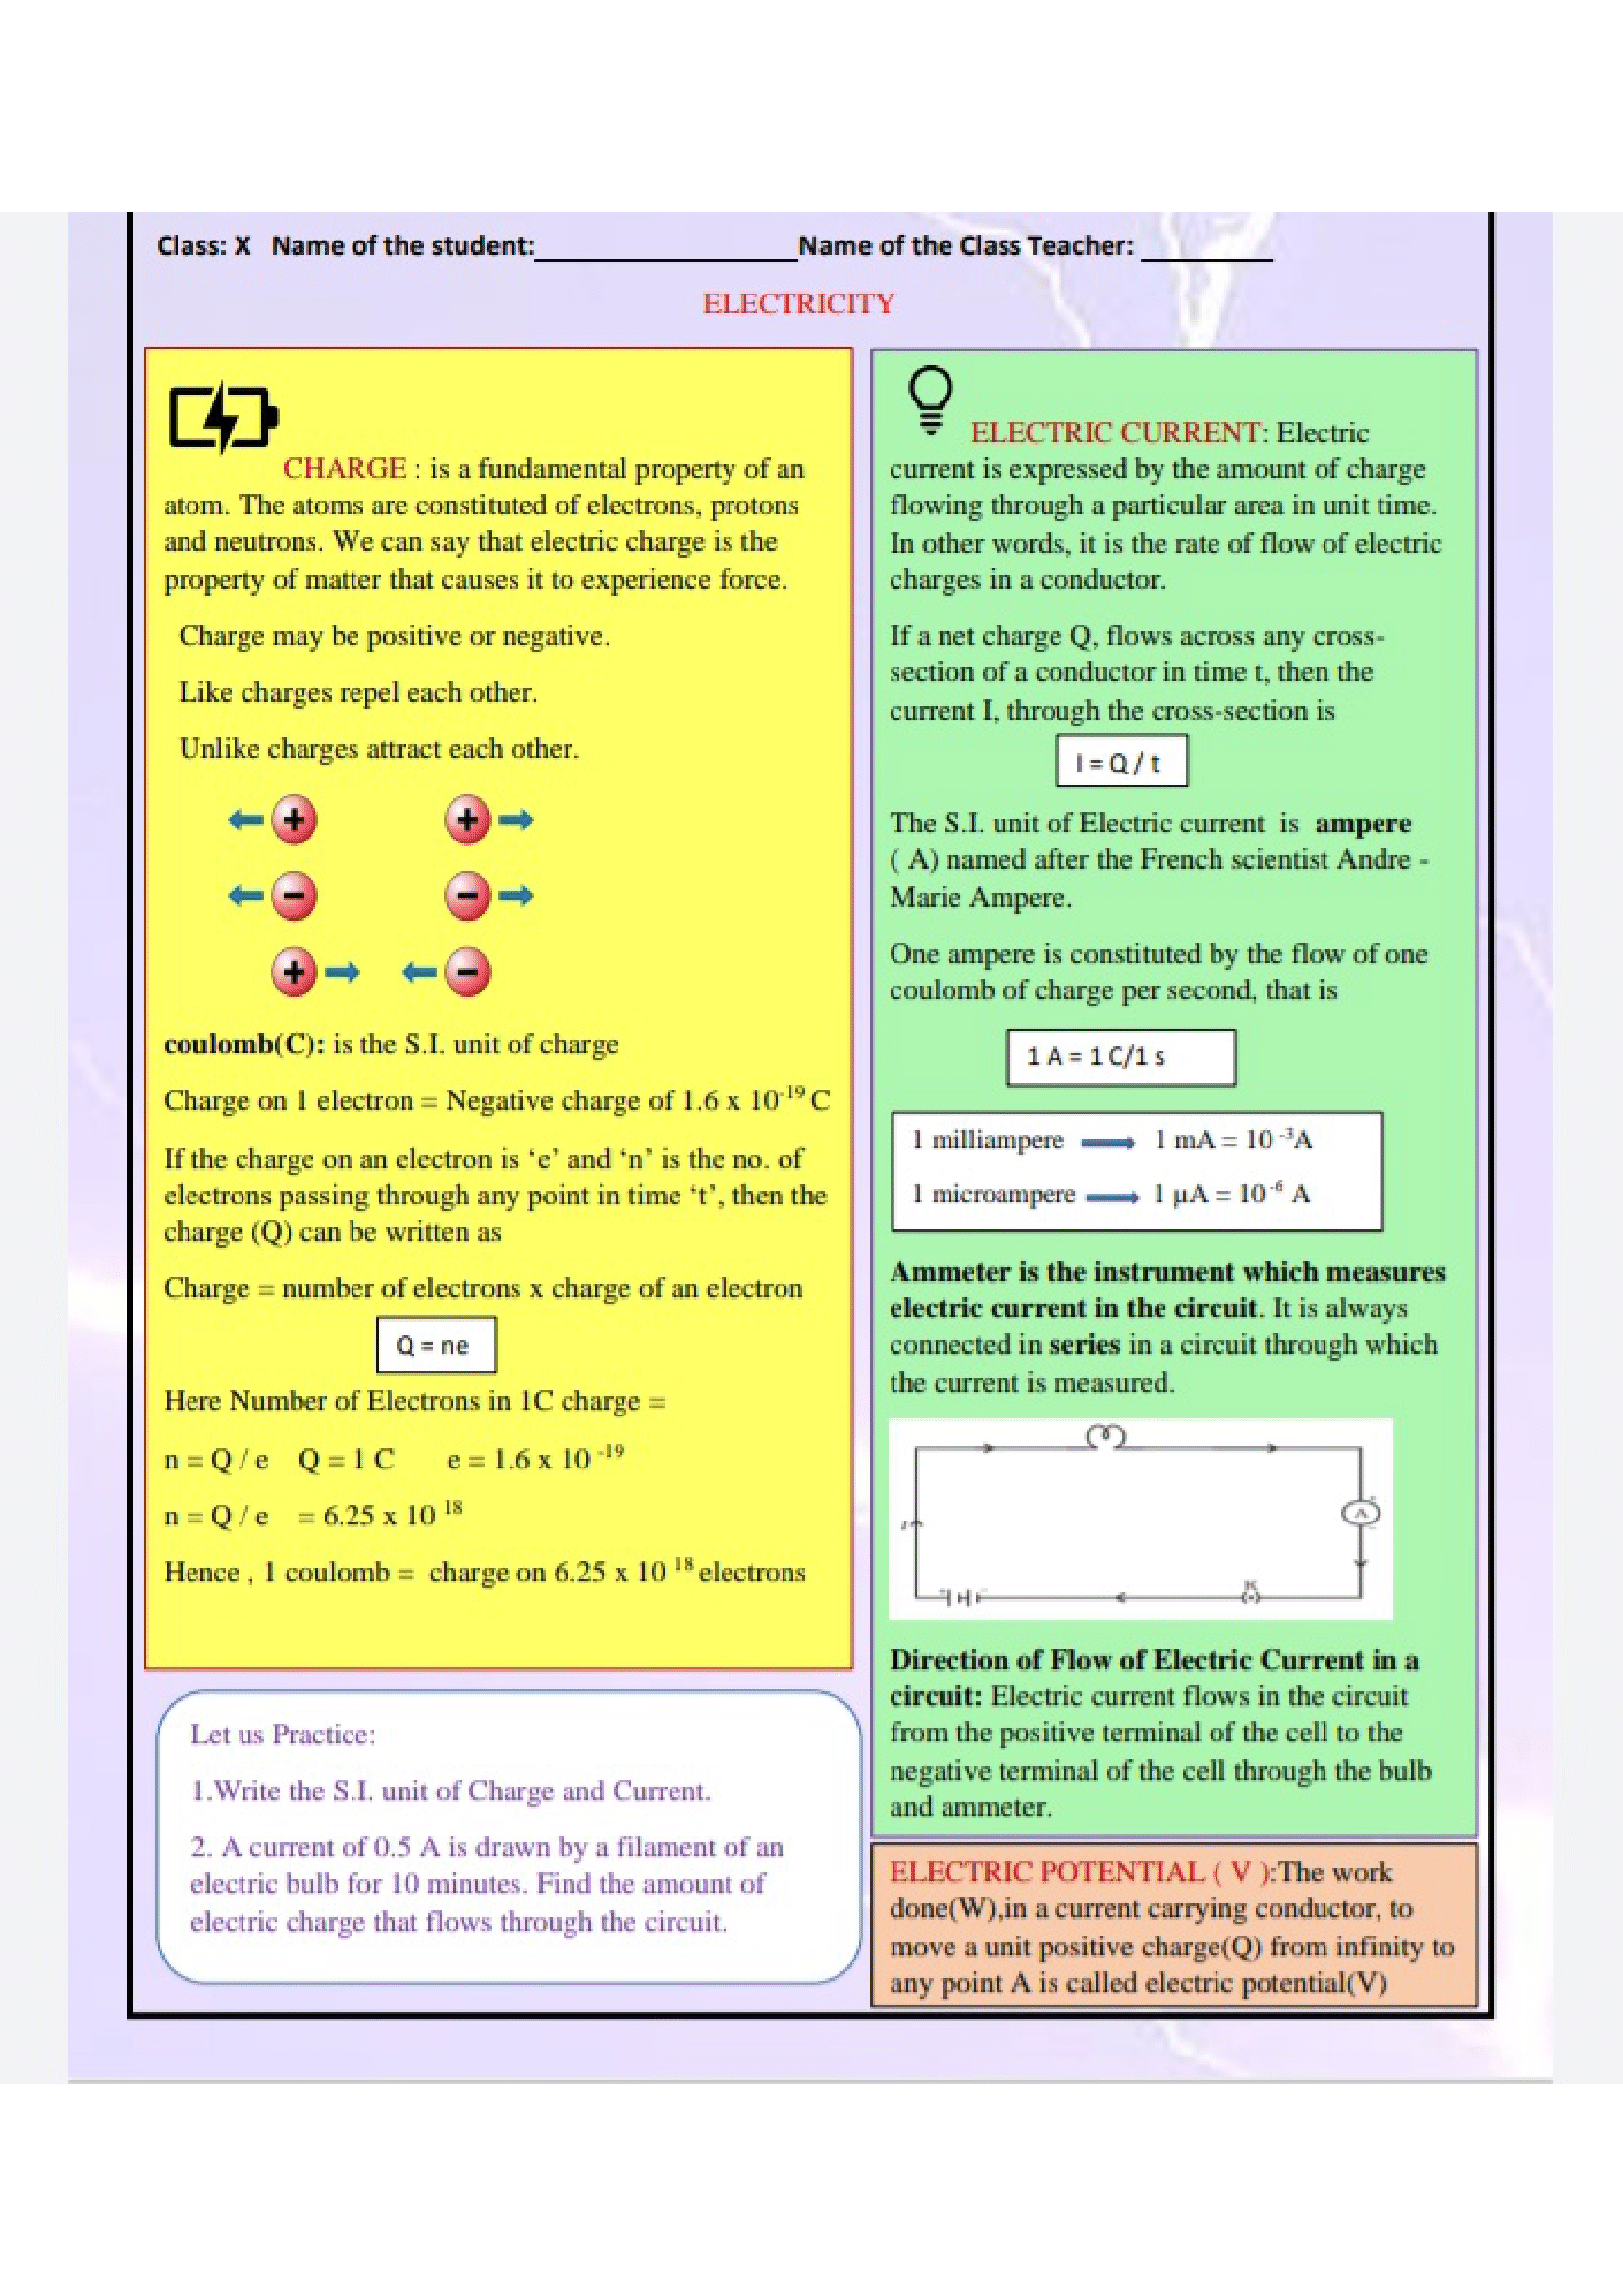 Class: X Name of the student:____________________Name of the Class Teacher: __________
ELECTRICITY
CHARGE : is a fundamental property of an
atom. The atoms are constituted of electrons, protons
and neutrons. We can say that electric charge is the
property of matter that causes it to experience force.
Charge may be positive or negative.
Like charges repel each other.
Unlike charges attract each other.
+ +
− −
+ −
coulomb(C): is the S.I. unit of charge
Charge on 1 electron = Negative charge of 1.6 x 10⁻¹⁹ C
If the charge on an electron is ‘e’ and ‘n’ is the no. of
electrons passing through any point in time ‘t’, then the
charge (Q) can be written as
Charge = number of electrons x charge of an electron
Q = ne
Here Number of Electrons in 1C charge =
n = Q / e Q = 1 C e = 1.6 x 10 ⁻¹⁹
n = Q / e = 6.25 x 10 ¹⁸
Hence , 1 coulomb = charge on 6.25 x 10 ¹⁸ electrons
Let us Practice:
1.Write the S.I. unit of Charge and Current.
2. A current of 0.5 A is drawn by a filament of an
electric bulb for 10 minutes. Find the amount of
electric charge that flows through the circuit.
ELECTRIC CURRENT: Electric
current is expressed by the amount of charge
flowing through a particular area in unit time.
In other words, it is the rate of flow of electric
charges in a conductor.
If a net charge Q, flows across any cross-
section of a conductor in time t, then the
current I, through the cross-section is
I = Q / t
The S.I. unit of Electric current is ampere
( A) named after the French scientist Andre -
Marie Ampere.
One ampere is constituted by the flow of one
coulomb of charge per second, that is
1 A = 1 C/1 s
1 milliampere 1 mA = 10 ⁻³A
1 microampere 1 µA = 10 ⁻⁶ A
Ammeter is the instrument which measures
electric current in the circuit. It is always
connected in series in a circuit through which
the current is measured.
A
K
Direction of Flow of Electric Current in a
circuit: Electric current flows in the circuit
from the positive terminal of the cell to the
negative terminal of the cell through the bulb
and ammeter.
ELECTRIC POTENTIAL ( V ):The work
done(W),in a current carrying conductor, to
move a unit positive charge(Q) from infinity to
any point A is called electric potential(V)